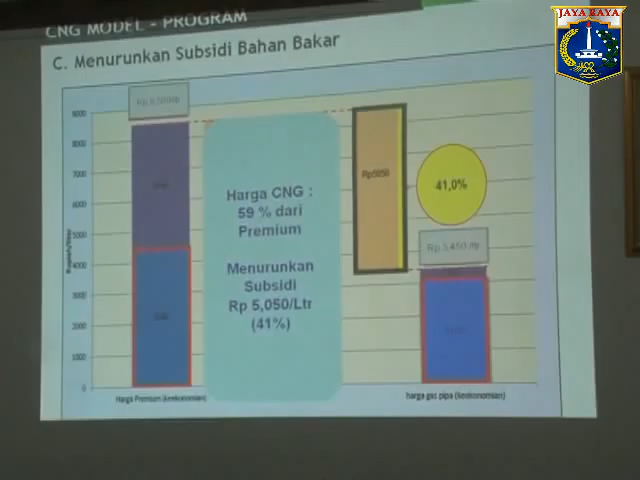 CNG MODEL - PROGRAM
JAYA RAYA
C. Menurunkan Subsidi Bahan Bakar
9000
8000
7000
6000
5000
4000
3000
2000
1000
0
Harga CNG :
59 % dari
Premium
Menurunkan
Subsidi
Rp 5,050/Ltr
(41%)
Rp5050
41,0%
Harga Premium (keekonomian)
harga gas pipa (keekonomian)